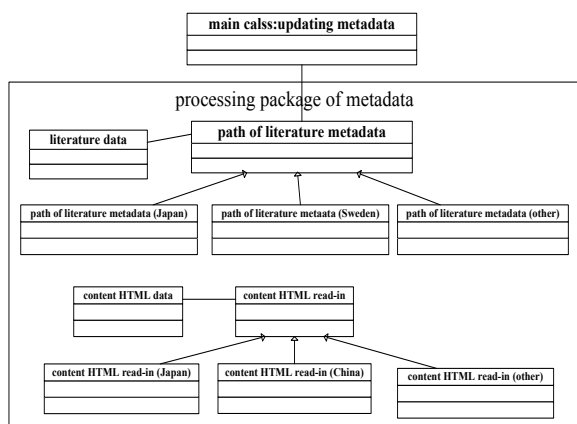 main calss:updating metadata
processing package of metadata
path of literature metadata
literature data
path of literature metadata (Japan)
path of literature metaata (Sweden)
path of literature metadata (other)
content HTML data
content HTML read-in
content HTML read-in (Japan)
content HTML read-in (China)
content HTML read-in (other)